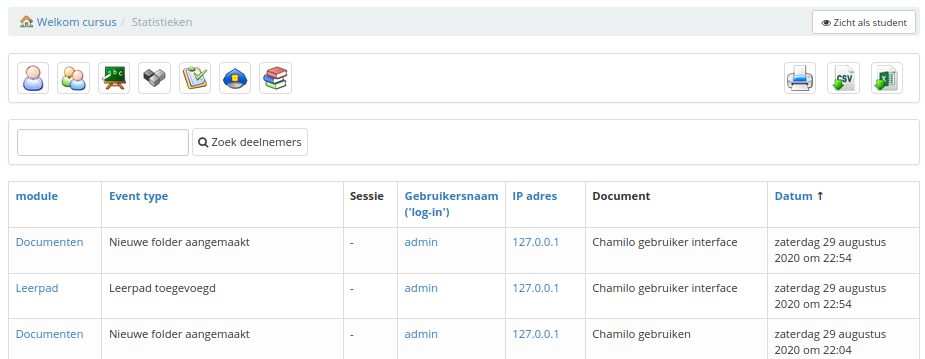 Welkom cursus / Statistieken
Zicht als student
abc
CSV
Zoek deelnemers
module Event type Sessie Gebruikersnaam ('log-in') IP adres Document Datum ↑
Documenten Nieuwe folder aangemaakt - admin 127.0.0.1 Chamilo gebruiker interface zaterdag 29 augustus
2020 om 22:54
Leerpad Leerpad toegevoegd - admin 127.0.0.1 Chamilo gebruiker interface zaterdag 29 augustus
2020 om 22:54
Documenten Nieuwe folder aangemaakt - admin 127.0.0.1 Chamilo gebruiken zaterdag 29 augustus
2020 om 22:04